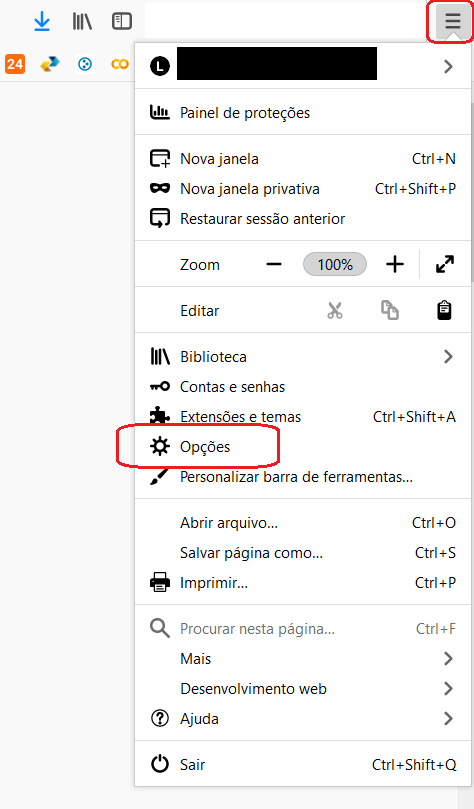 24
L
Painel de proteções
Nova janela Ctrl+N
Nova janela privativa Ctrl+Shift+P
Restaurar sessão anterior
Zoom 100%
Editar
Biblioteca
Contas e senhas
Extensões e temas Ctrl+Shift+A
Opções
Personalizar barra de ferramentas...
Abrir arquivo... Ctrl+O
Salvar página como... Ctrl+S
Imprimir... Ctrl+P
Procurar nesta página... Ctrl+F
Mais
Desenvolvimento web
Ajuda
Sair Ctrl+Shift+Q